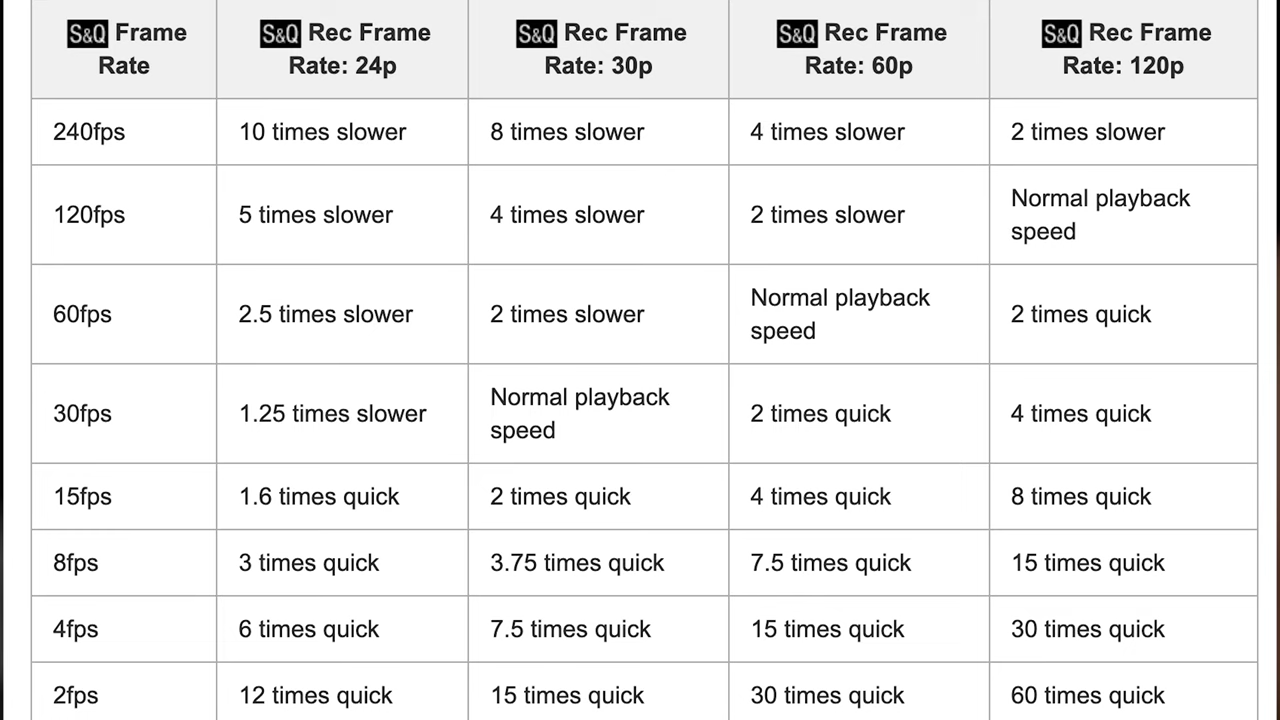 S&Q Frame
Rate
S&Q Rec Frame
Rate: 24p
S&Q Rec Frame
Rate: 30p
S&Q Rec Frame
Rate: 60p
S&Q Rec Frame
Rate: 120p
240fps
10 times slower
8 times slower
4 times slower
2 times slower
120fps
5 times slower
4 times slower
2 times slower
Normal playback
speed
60fps
2.5 times slower
2 times slower
Normal playback
speed
2 times quick
30fps
1.25 times slower
Normal playback
speed
2 times quick
4 times quick
15fps
1.6 times quick
2 times quick
4 times quick
8 times quick
8fps
3 times quick
3.75 times quick
7.5 times quick
15 times quick
4fps
6 times quick
7.5 times quick
15 times quick
30 times quick
2fps
12 times quick
15 times quick
30 times quick
60 times quick